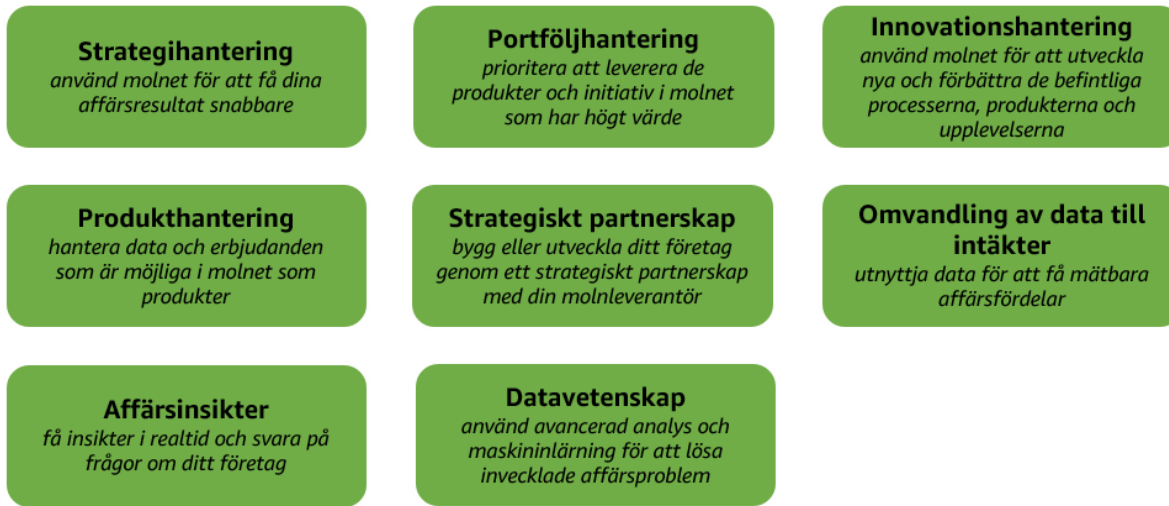 Strategihantering
använd molnet för att få dina
affärsresultat snabbare
Portföljhantering
prioritera att leverera de
produkter och initiativ i molnet
som har högt värde
Innovationshantering
använd molnet för att utveckla
nya och förbättra de befintliga
processerna, produkterna och
upplevelserna
Produkthantering
hantera data och erbjudanden
som är möjliga i molnet som
produkter
Strategiskt partnerskap
bygg eller utveckla ditt företag
genom ett strategiskt partnerskap
med din molnleverantör
Omvandling av data till
intäkter
utnyttja data för att få mätbara
affärsfördelar
Affärsinsikter
få insikter i realtid och svara på
frågor om ditt företag
Datavetenskap
använd avancerad analys och
maskininlärning för att lösa
invecklade affärsproblem